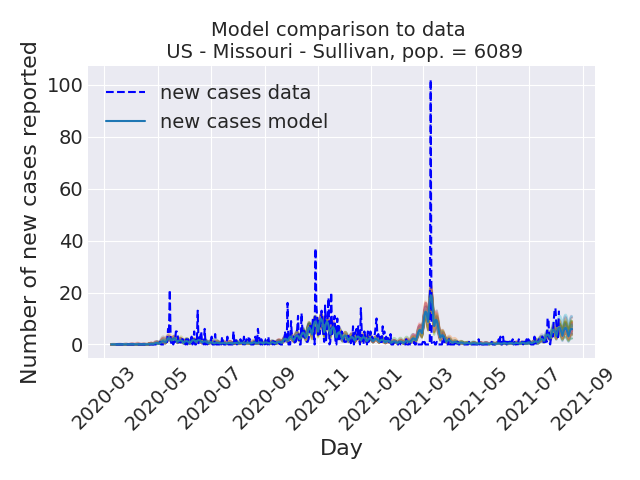 Model comparison to data
US - Missouri - Sullivan, pop. = 6089
Number of new cases reported
100
80
60
40
20
0
new cases data
new cases model
2020-03
2020-05
2020-07
2020-09
2020-11
2021-01
2021-03
2021-05
2021-07
2021-09
Day